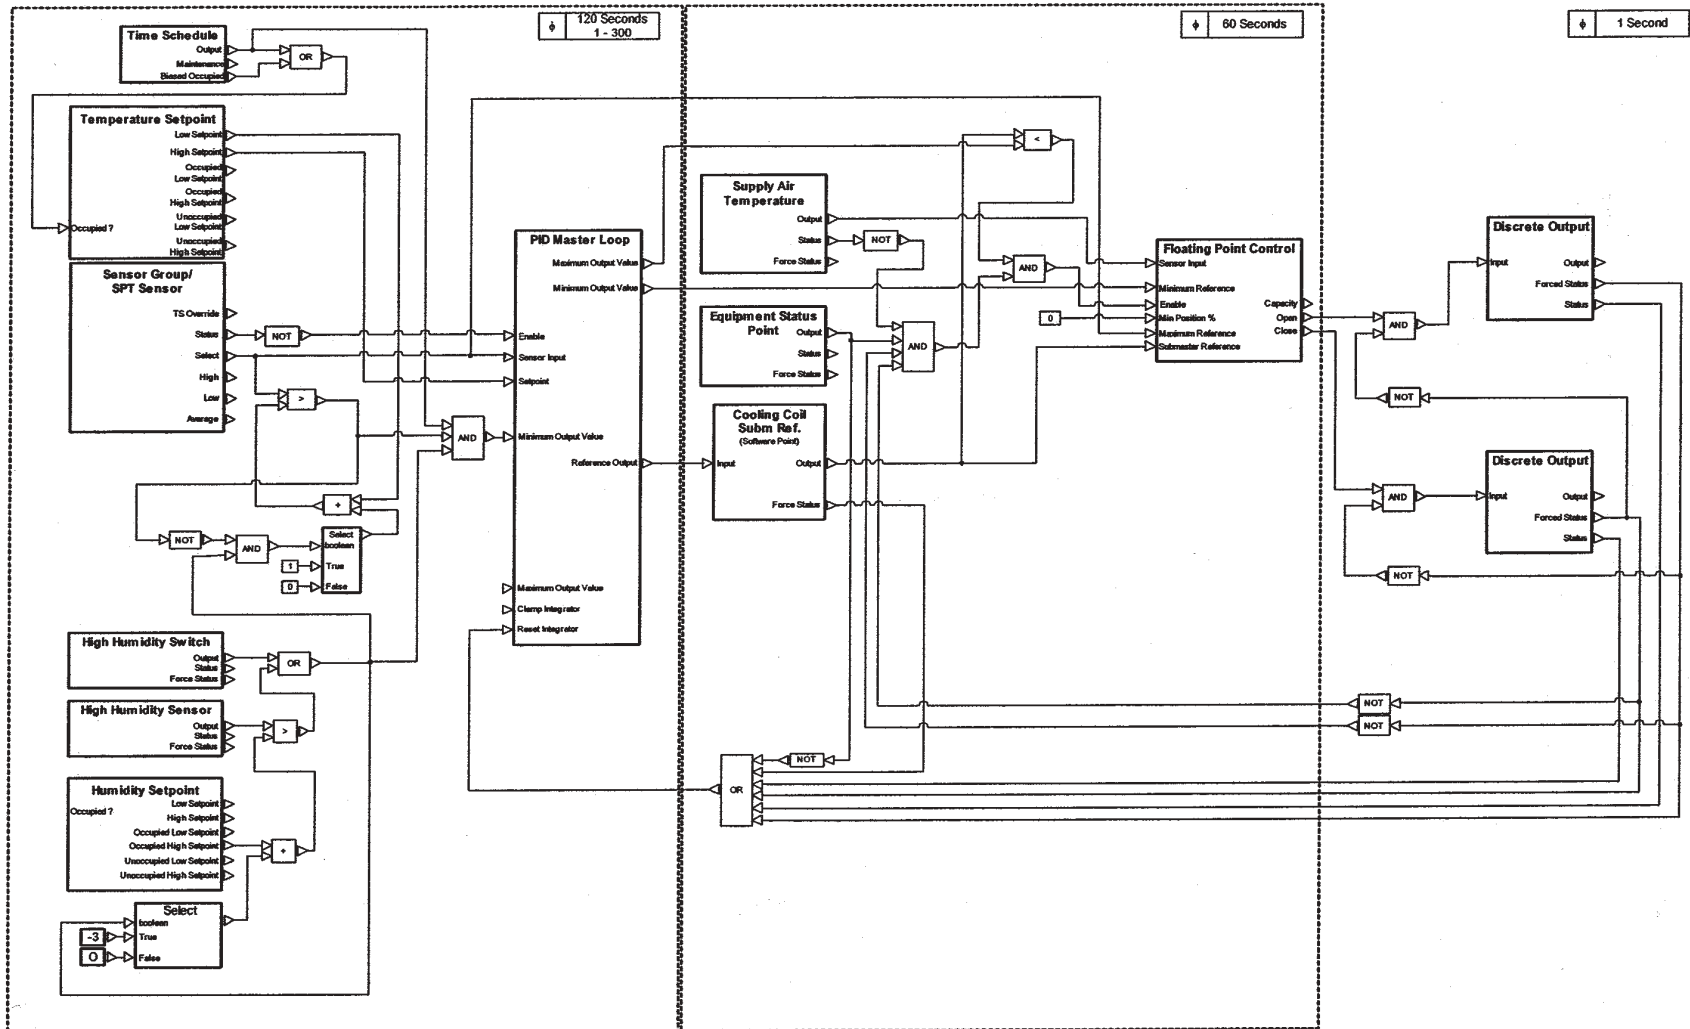 120 Seconds
1 - 300
60 Seconds
1 Second
Time Schedule
Output
Maintenance
Biased Occupied
OR
Temperature Setpoint
Low Setpoint
High Setpoint
Occupied
Low Setpoint
Occupied
High Setpoint
Unoccupied
Low Setpoint
Unoccupied
High Setpoint
Occupied ?
Sensor Group/
SPT Sensor
TS Override
Status
Select
High
Low
Average
NOT
>
AND
+
NOT
AND
Select
boolean
1
True
0
False
High Humidity Switch
Output
Status
Force Status
OR
High Humidity Sensor
Output
Status
Force Status
>
Humidity Setpoint
Occupied ?
Low Setpoint
High Setpoint
Occupied Low Setpoint
Occupied High Setpoint
Unoccupied Low Setpoint
Unoccupied High Setpoint
+
Select
boolean
-3
True
0
False
PID Master Loop
Maximum Output Value
Minimum Output Value
Enable
Sensor Input
Setpoint
Minimum Output Value
Reference Output
Maximum Output Value
Clamp Integrator
Reset Integrator
<
Supply Air
Temperature
Output
Status
Force Status
NOT
AND
Equipment Status
Point
Output
Status
Force Status
AND
0
Cooling Coil
Subm Ref.
(Software Point)
Input
Output
Force Status
Floating Point Control
Sensor Input
Minimum Reference
Enable
Min Position %
Maximum Reference
Submaster Reference
Capacity
Open
Close
NOT
OR
Discrete Output
Input
Output
Forced Status
Status
AND
NOT
Discrete Output
Input
Output
Forced Status
Status
AND
NOT
NOT
NOT